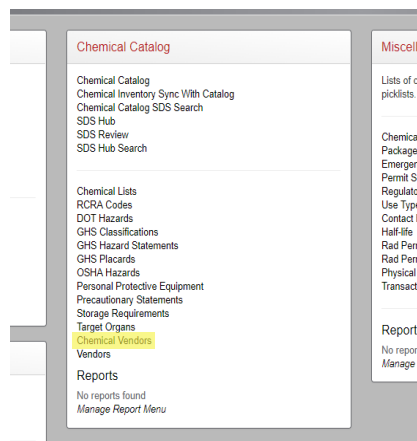 Chemical Catalog
Chemical Catalog
Chemical Inventory Sync With Catalog
Chemical Catalog SDS Search
SDS Hub
SDS Review
SDS Hub Search
Chemical Lists
RCRA Codes
DOT Hazards
GHS Classifications
GHS Hazard Statements
GHS Placards
OSHA Hazards
Personal Protective Equipment
Precautionary Statements
Storage Requirements
Target Organs
Chemical Vendors
Vendors
Reports
No reports found
Manage Report Menu
Miscell
Lists of c
picklists.
Chemica
Package
Emergen
Permit S
Regulato
Use Type
Contact
Half-life
Rad Perr
Rad Perr
Physical
Transact
Report
No repor
Manage